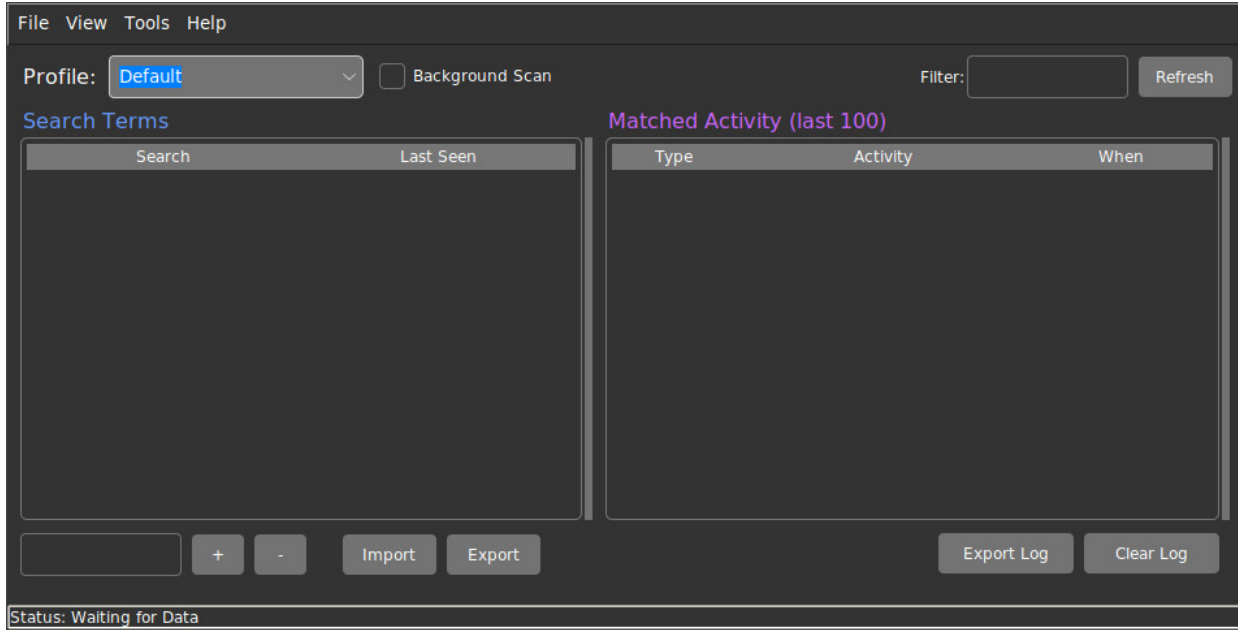 File View Tools Help
Profile: Default Background Scan Filter: Refresh
Search Terms Matched Activity (last 100)
Search Last Seen Type Activity When
+ - Import Export Export Log Clear Log
Status: Waiting for Data